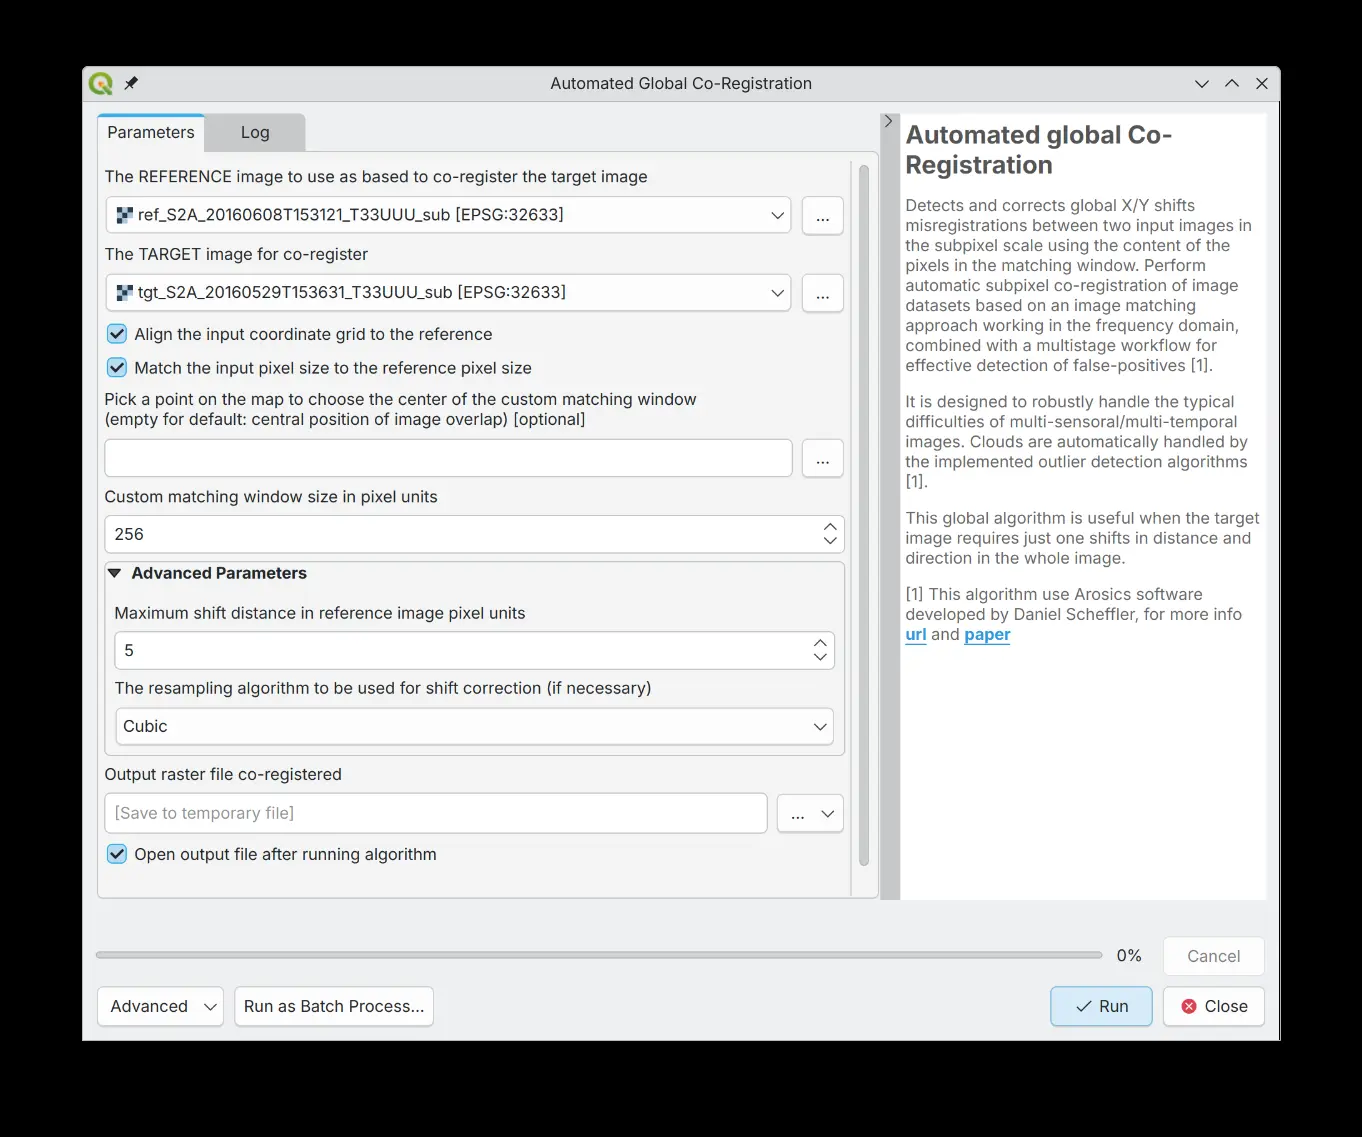 Automated Global Co-Registration
Parameters
Log
The REFERENCE image to use as based to co-register the target image
ref_S2A_20160608T153121_T33UUU_sub [EPSG:32633]
...
The TARGET image for co-register
tgt_S2A_20160529T153631_T33UUU_sub [EPSG:32633]
...
Align the input coordinate grid to the reference
Match the input pixel size to the reference pixel size
Pick a point on the map to choose the center of the custom matching window
(empty for default: central position of image overlap) [optional]
...
Custom matching window size in pixel units
256
Advanced Parameters
Maximum shift distance in reference image pixel units
5
The resampling algorithm to be used for shift correction (if necessary)
Cubic
Output raster file co-registered
[Save to temporary file]
...
Open output file after running algorithm
Automated global Co-
Registration
Detects and corrects global X/Y shifts
misregistrations between two input images in
the subpixel scale using the content of the
pixels in the matching window. Perform
automatic subpixel co-registration of image
datasets based on an image matching
approach working in the frequency domain,
combined with a multistage workflow for
effective detection of false-positives [1].
It is designed to robustly handle the typical
difficulties of multi-sensoral/multi-temporal
images. Clouds are automatically handled by
the implemented outlier detection algorithms
[1].
This global algorithm is useful when the target
image requires just one shifts in distance and
direction in the whole image.
[1] This algorithm use Arosics software
developed by Daniel Scheffler, for more info
url and paper
0%
Cancel
Advanced
Run as Batch Process...
Run
Close